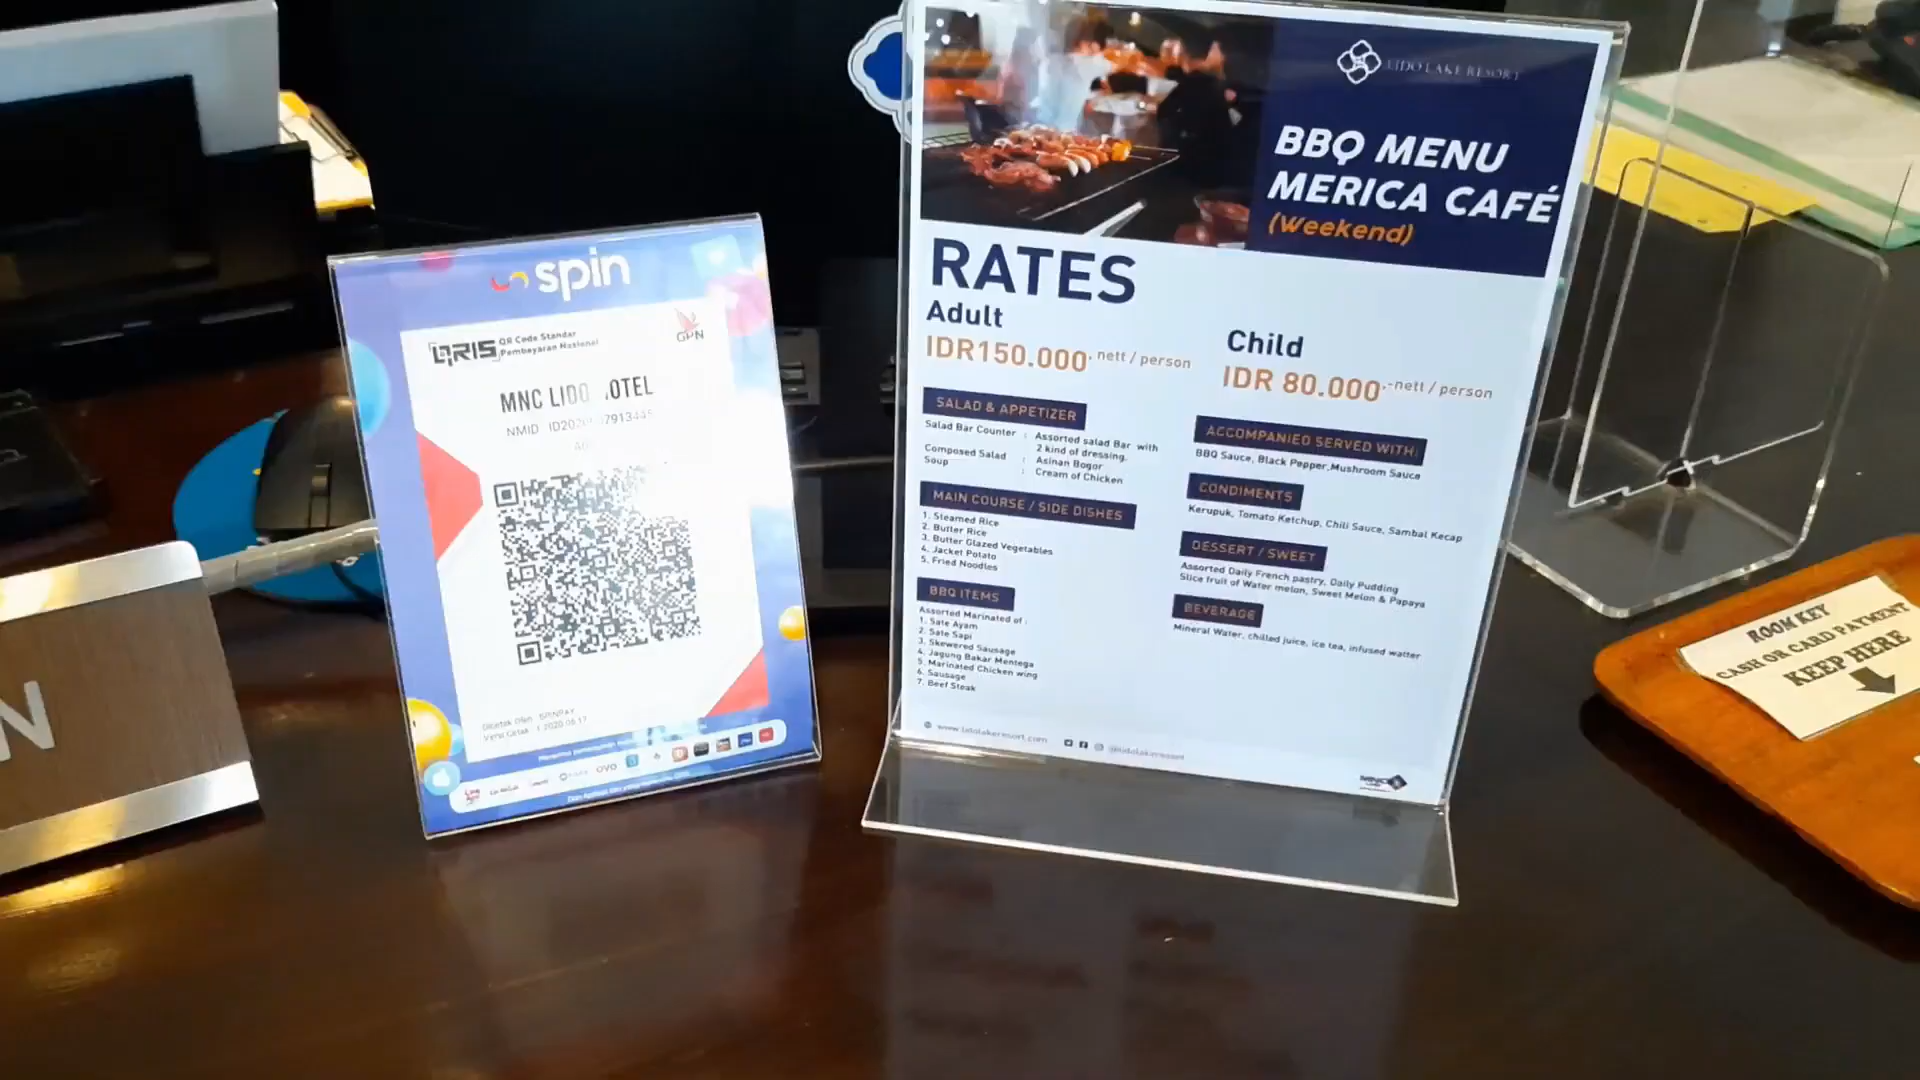 spin
QRIS QR Code Standar
Pembayaran Nasional
GPN
MNC LIDO
NMID
LIDO LAKE RESORT
BBQ MENU
MERICA CAFÉ
(Weekend)
RATES
Adult
IDR150.000,- nett / person
Child
IDR 80.000,-nett / person
SALAD & APPETIZER
Salad Bar Counter : Assorted salad Bar with
2 kind of dressing.
Composed Salad : Asinan Bogor
Soup : Cream of Chicken
MAIN COURSE / SIDE DISHES
1. Steamed Rice
2. Butter Rice
3. Butter Glazed Vegetables
4. Jacket Potato
5. Fried Noodles
BBQ ITEMS
Assorted Marinated of :
1. Sate Ayam
2. Sate Sapi
3. Skewered Sausage
4. Jagung Bakar Mentega
5. Marinated Chicken wing
6. Sausage
7. Beef Steak
ACCOMPANIED SERVED WITH:
BBQ Sauce, Black Pepper,Mushroom Sauce
CONDIMENTS
Kerupuk, Tomato Ketchup, Chili Sauce, Sambal Kecap
DESSERT / SWEET
Assorted Daily French pastry, Daily Pudding
Slice fruit of Water melon, Sweet Melon & Papaya
BEVERAGE
Mineral Water, chilled juice, ice tea, infused watter
www.lidolakeresort.com @lidolakeresort
MNC
ROOM KEY
CASH OR CARD PAYMENT
KEEP HERE
N
Dicetak Oleh : SPINPAY
OVO